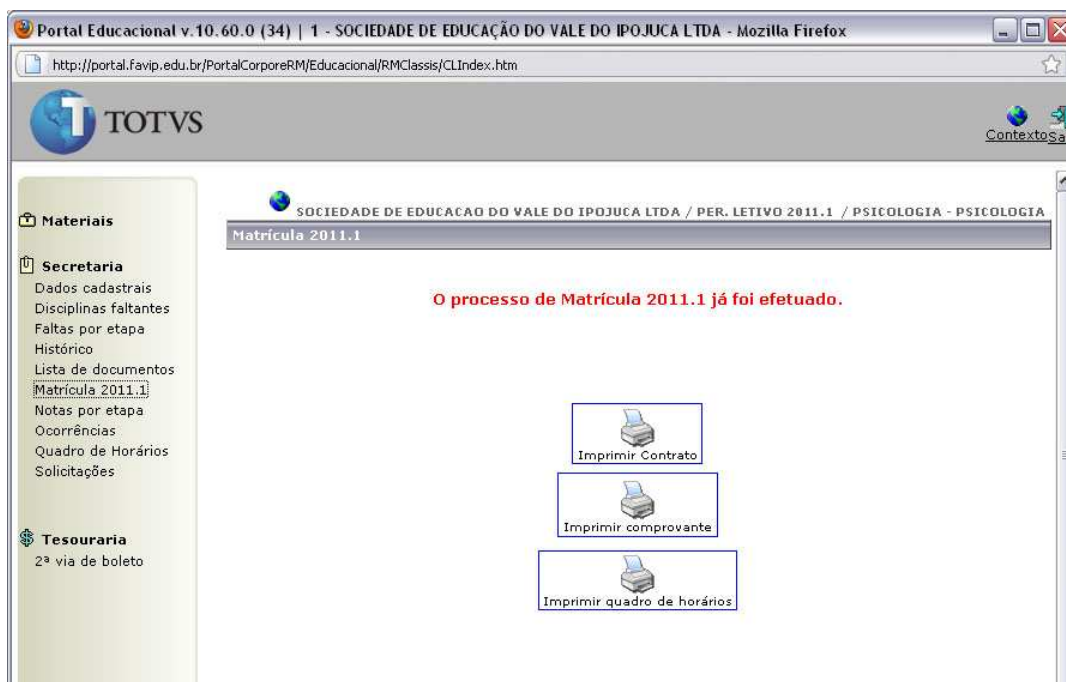 Portal Educacional v.10.60.0 (34) | 1 - SOCIEDADE DE EDUCAÇÃO DO VALE DO IPOJUCA LTDA - Mozilla Firefox
http://portal.favip.edu.br/PortalCorporeRM/Educacional/RMClassis/CLIndex.htm
TOTVS
Contexto Sa
SOCIEDADE DE EDUCACAO DO VALE DO IPOJUCA LTDA / PER. LETIVO 2011.1 / PSICOLOGIA - PSICOLOGIA
Matrícula 2011.1
Materiais
Secretaria
Dados cadastrais
Disciplinas faltantes
Faltas por etapa
Histórico
Lista de documentos
Matrícula 2011.1
Notas por etapa
Ocorrências
Quadro de Horários
Solicitações
Tesouraria
2ª via de boleto
O processo de Matrícula 2011.1 já foi efetuado.
Imprimir Contrato
Imprimir comprovante
Imprimir quadro de horários